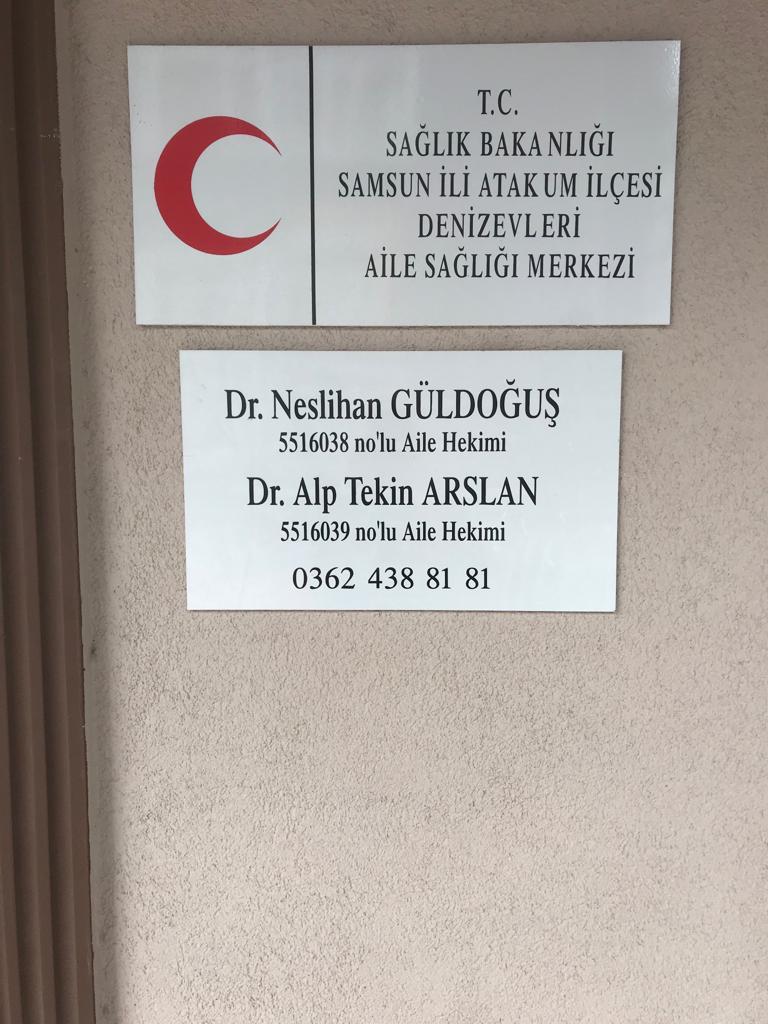 T.C.
SAĞLIK BAKANLIĞI
SAMSUN İLİ ATAKUM İLÇESİ
DENİZEVLERİ
AİLE SAĞLIĞI MERKEZİ
Dr. Neslihan GÜLDOĞUŞ
5516038 no'lu Aile Hekimi
Dr. Alp Tekin ARSLAN
5516039 no'lu Aile Hekimi
0362 438 81 81